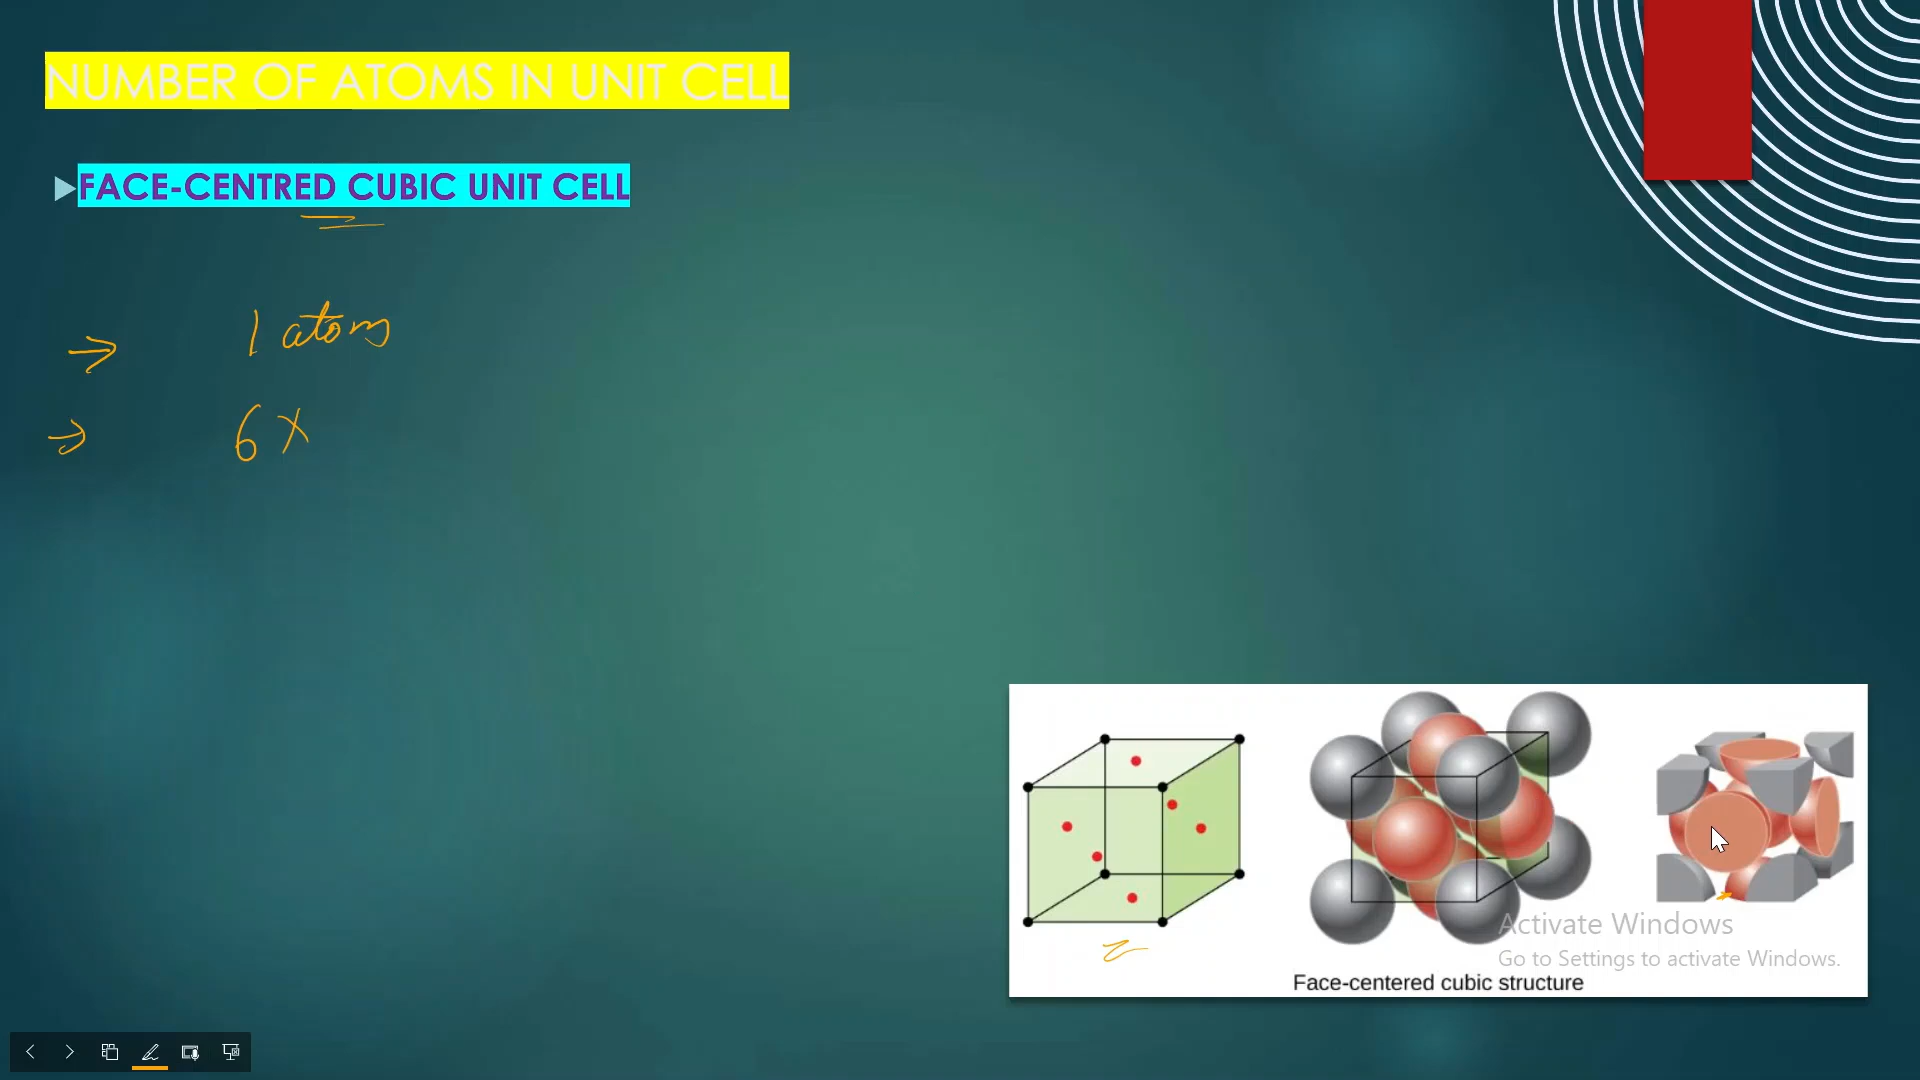 NUMBER OF ATOMS IN UNIT CELL
FACE-CENTRED CUBIC UNIT CELL
1 atom
6 X
Activate Windows
Go to Settings to activate Windows.
Face-centered cubic structure